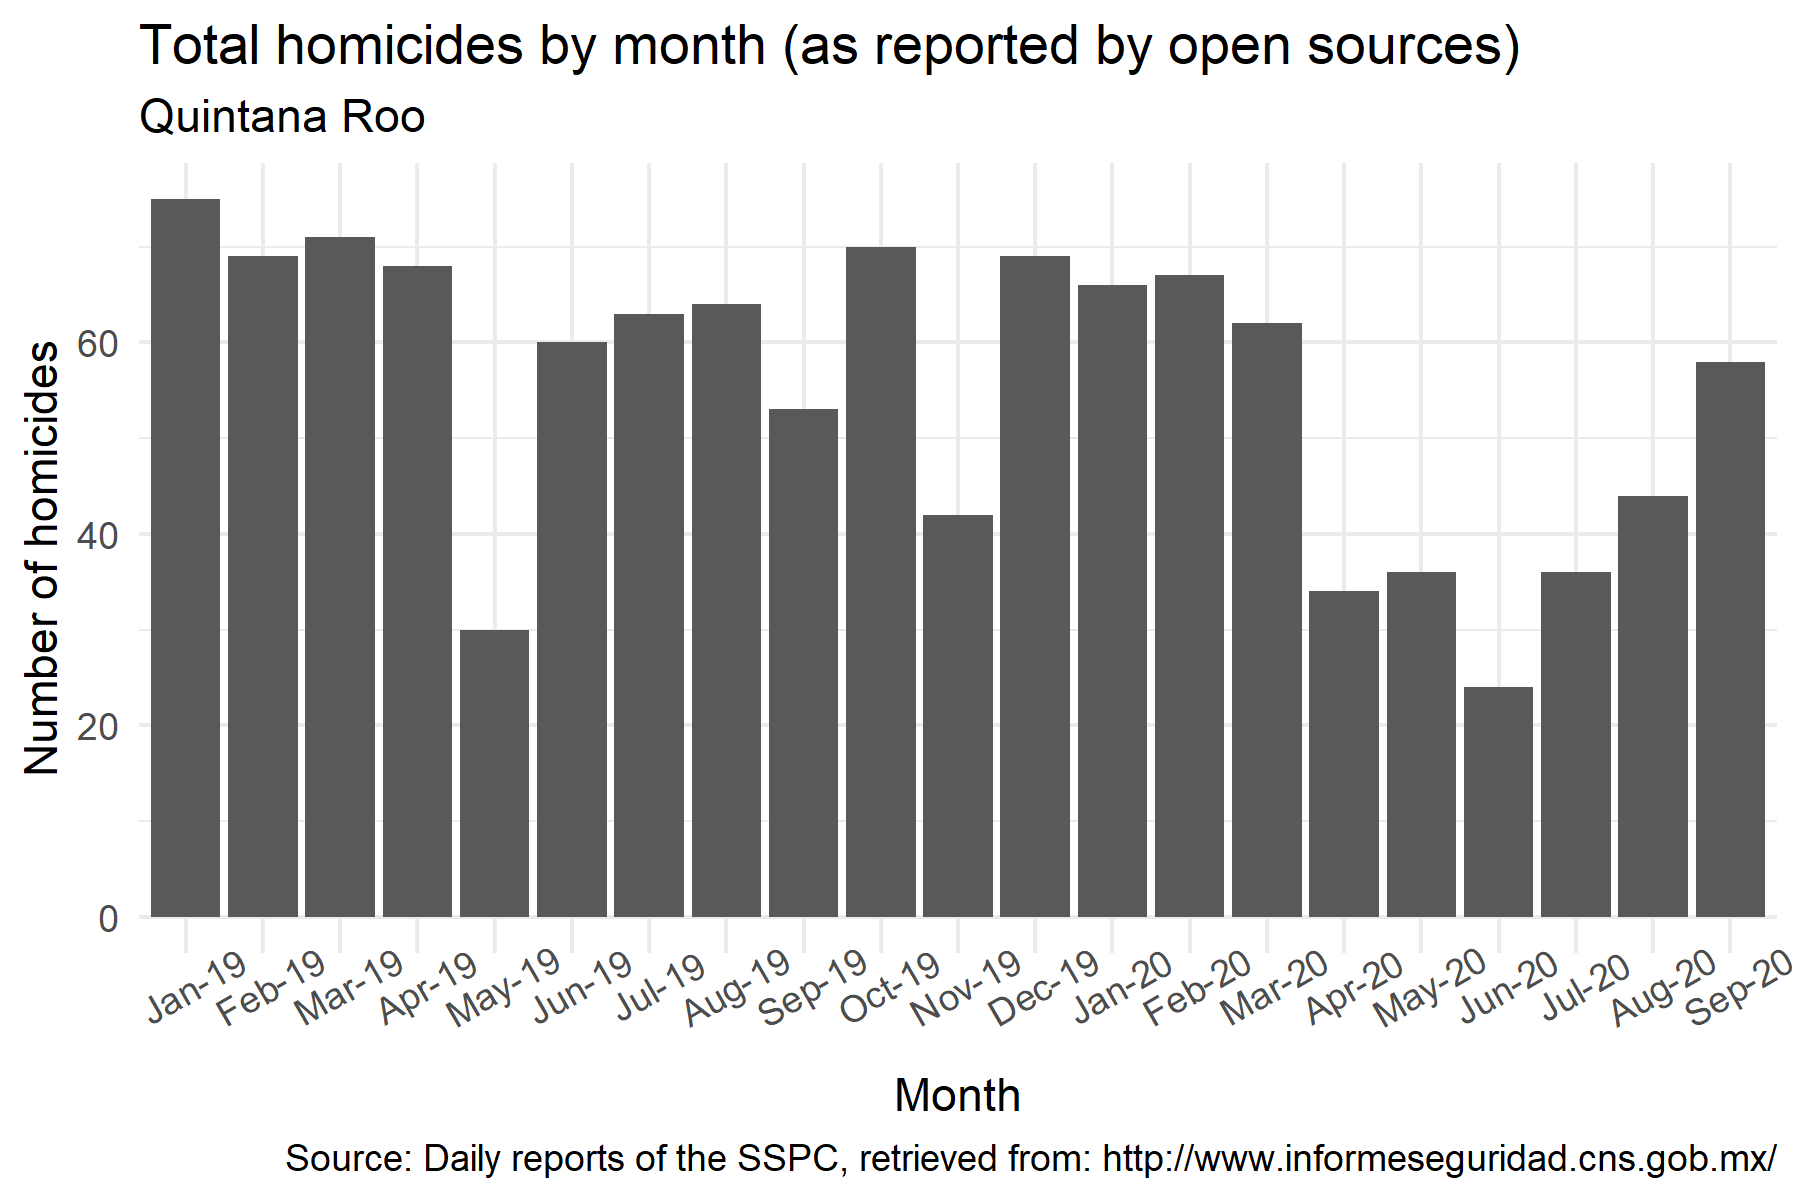 Total homicides by month (as reported by open sources)
Quintana Roo
Number of homicides
60
40
20
0
Jan-19
Feb-19
Mar-19
Apr-19
May-19
Jun-19
Jul-19
Aug-19
Sep-19
Oct-19
Nov-19
Dec-19
Jan-20
Feb-20
Mar-20
Apr-20
May-20
Jun-20
Jul-20
Aug-20
Sep-20
Month
Source: Daily reports of the SSPC, retrieved from: http://www.informeseguridad.cns.gob.mx/